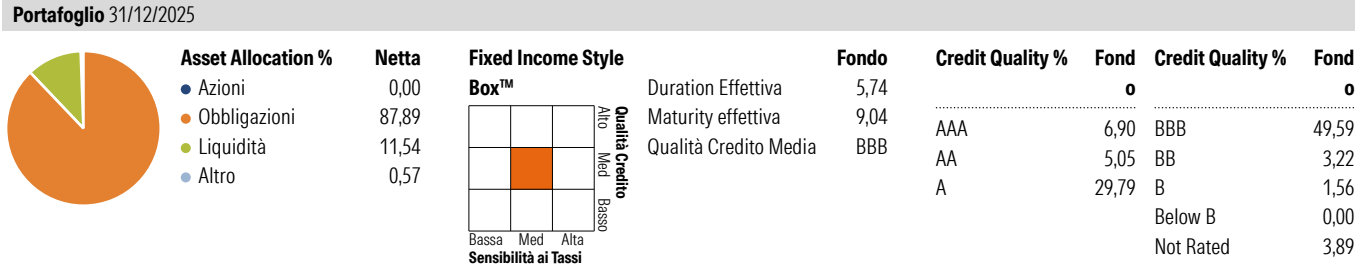 Portafoglio 31/12/2025
Asset Allocation % Netta
Azioni 0,00
Obbligazioni 87,89
Liquidità 11,54
Altro 0,57
Fixed Income Style
Box™
Alto Med Basso
Qualità Credito
Bassa Med Alta
Sensibilità ai Tassi
Fondo
Duration Effettiva 5,74
Maturity effettiva 9,04
Qualità Credito Media BBB
Credit Quality % Fond
o
AAA 6,90
AA 5,05
A 29,79
Credit Quality % Fond
o
BBB 49,59
BB 3,22
B 1,56
Below B 0,00
Not Rated 3,89